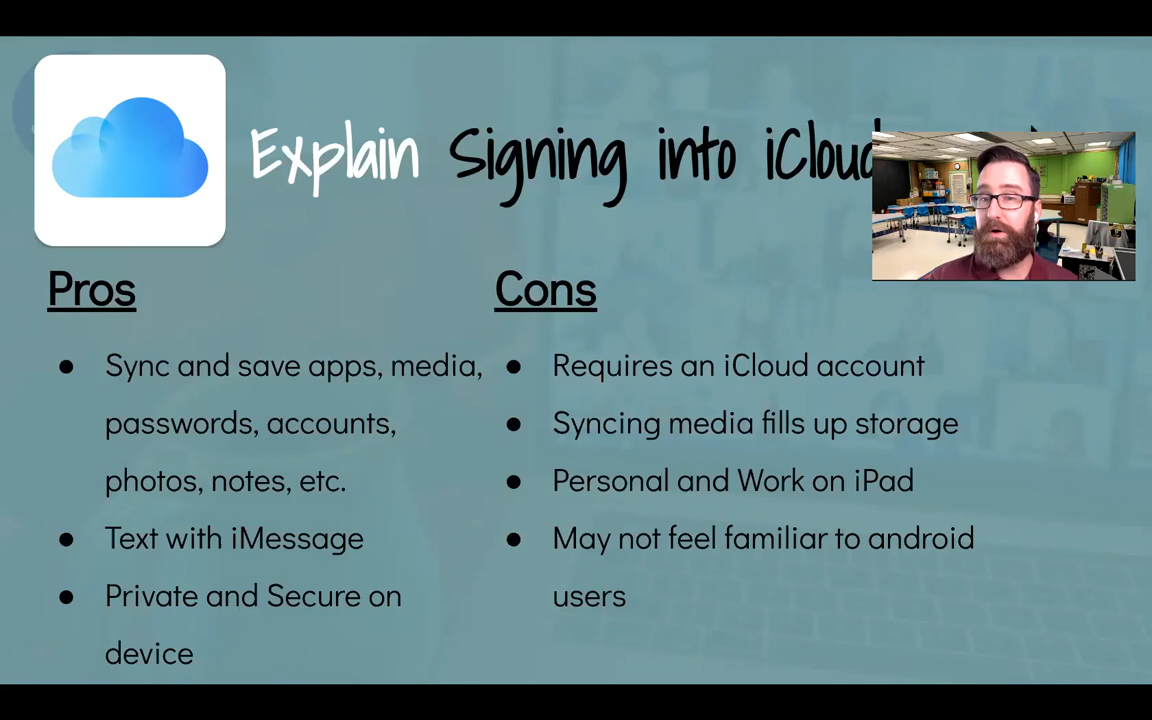 Explain Signing into iCloud
Pros
Cons
● Sync and save apps, media,
passwords, accounts,
photos, notes, etc.
● Text with iMessage
● Private and Secure on
device
● Requires an iCloud account
● Syncing media fills up storage
● Personal and Work on iPad
● May not feel familiar to android
users